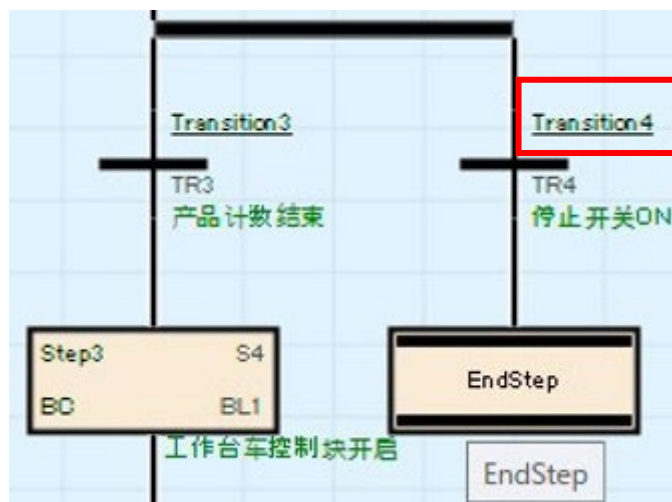 Transition3
Transition4
TR3
TR4
产品计数结束
停止开关ON
Step3 S4
EndStep
BC BL1
工作台车控制块开启
EndStep